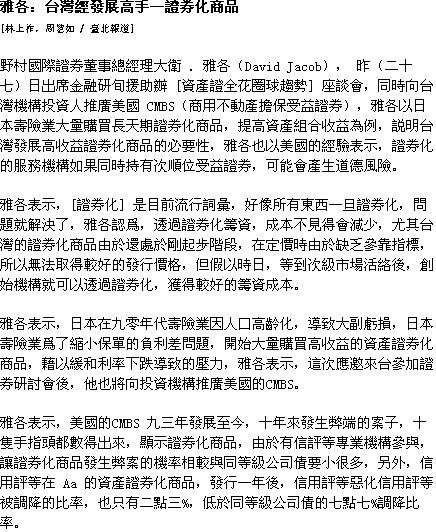 雅各：台灣經發展高手一證券化商品
[林上祚．周慧如 / 臺北報道]
野村國際證券董事總經理大衛 ．雅各（David Jacob）， 昨（二十
七）日出席金融研旬援助辦 [資產證全花圈球趨勢] 座談會，同時向台
灣機構投資人推廣美國 CMBS（商用不動產擔保受益證券），雅各以日
本壽險業大量購買長天期證券化商品，提高資產組合收益為例，説明台
灣發展高收益證券化商品的必要性，雅各也以美國的經驗表示，證券化
的服務機構如果同時持有次順位受益證券，可能會產生道德風險。
雅各表示，[證券化] 是目前流行詞彙，好像所有東西一旦證券化，問
題就解決了，雅各認爲，透過證券化籌資，成本不見得會減少，尤其台
灣的證券化商品由於還處於剛起步階段，在定價時由於缺乏參靠指標，
所以無法取得較好的發行價格，但假以時日，等到次級市場活絡後，創
始機構就可以透過證券化，獲得較好的籌資成本。
雅各表示，日本在九零年代壽險業因人口高齡化，導致大副虧損，日本
壽險業爲了縮小保單的負利差問題，開始大量購買高收益的資產證券化
商品，藉以緩和利率下跌導致的壓力，雅各表示，這次應邀來台參加證
券研討會後，他也將向投資機構推廣美國的CMBS。
雅各表示，美國的CMBS 九三年發展至今，十年來發生弊端的案子，十
隻手指頭都數得出來，顯示證券化商品，由於有信評等專業機構參與，
讓證券化商品發生弊案的機率相較與同等級公司債要小很多，另外，信
用評等在 Aa 的資產證券化商品，發行一年後，信用評等惡化信用評等
被調降的比率，也只有二點三%，低於同等級公司債的七點七%調降比
率。